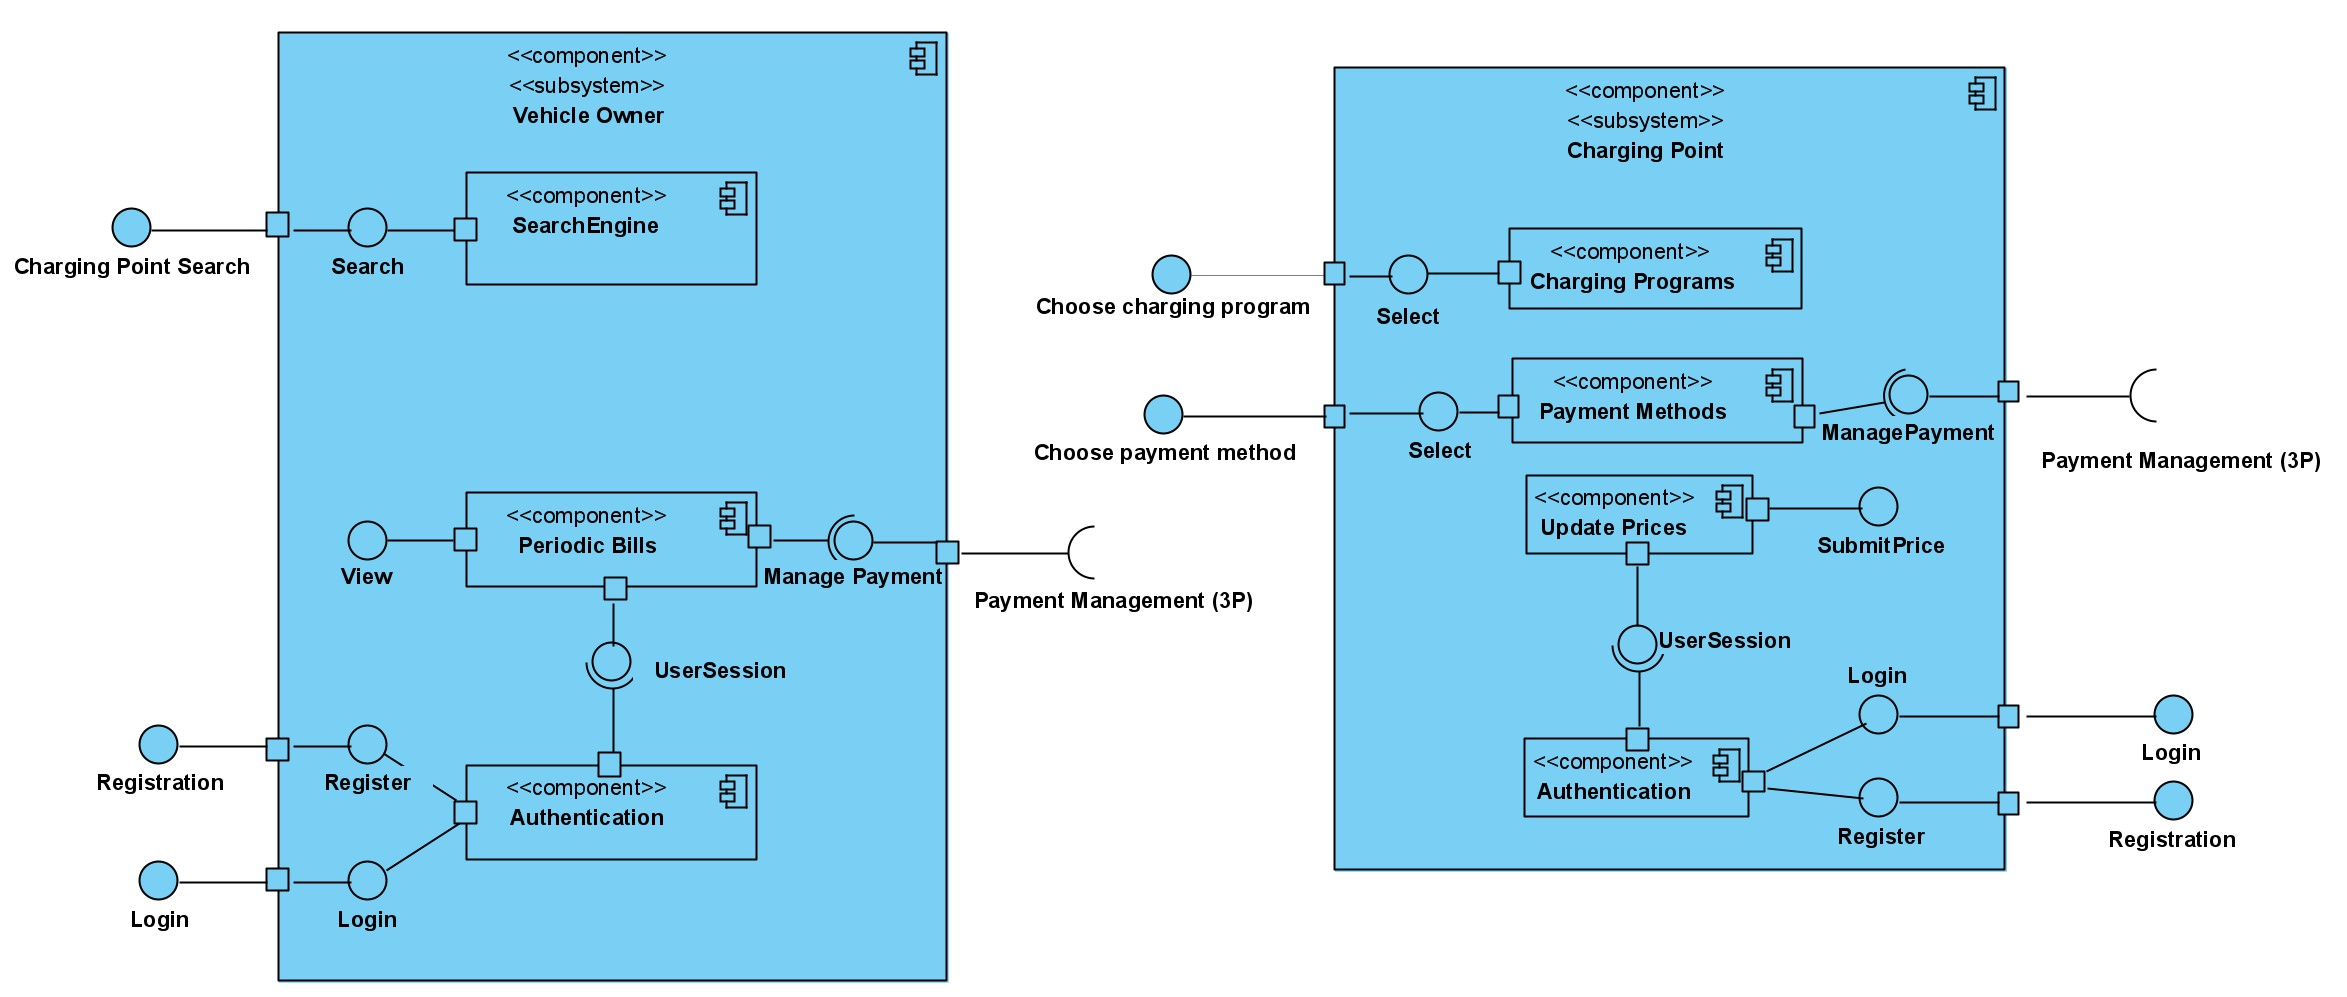 <<component>>
<<subsystem>>
Vehicle Owner
<<component>>
SearchEngine
Charging Point Search
Search
<<component>>
Periodic Bills
View
Manage Payment
Payment Management (3P)
UserSession
Registration
Register
<<component>>
Authentication
Login
Login
<<component>>
<<subsystem>>
Charging Point
<<component>>
Charging Programs
Choose charging program
Select
<<component>>
Payment Methods
ManagePayment
Choose payment method
Select
Payment Management (3P)
<<component>>
Update Prices
SubmitPrice
UserSession
Login
Login
<<component>>
Authentication
Register
Registration